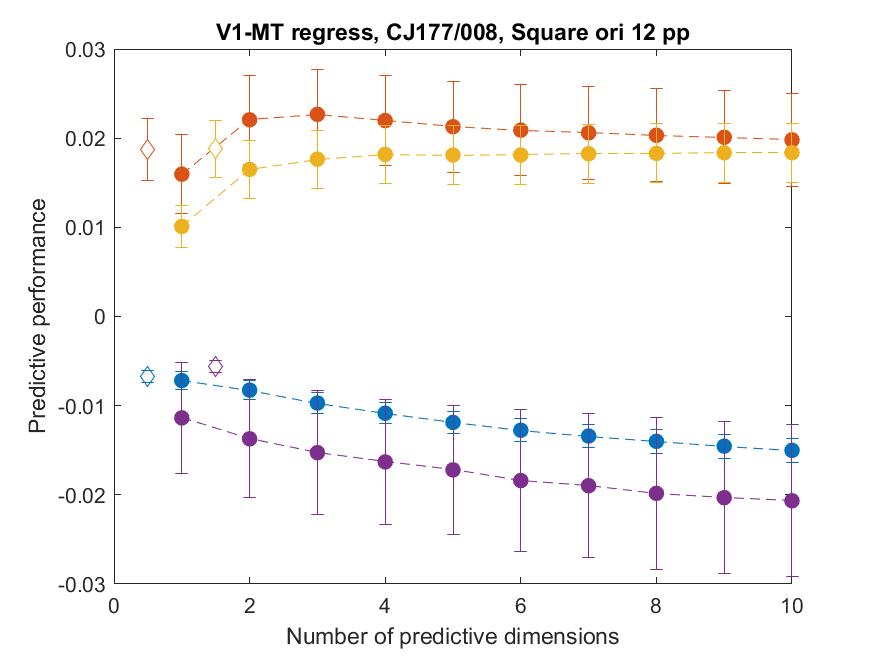 V1-MT regress, CJ177/008, Square ori 12 pp
0.03
0.02
0.01
0
-0.01
-0.02
-0.03
Predictive performance
0 2 4 6 8 10
Number of predictive dimensions